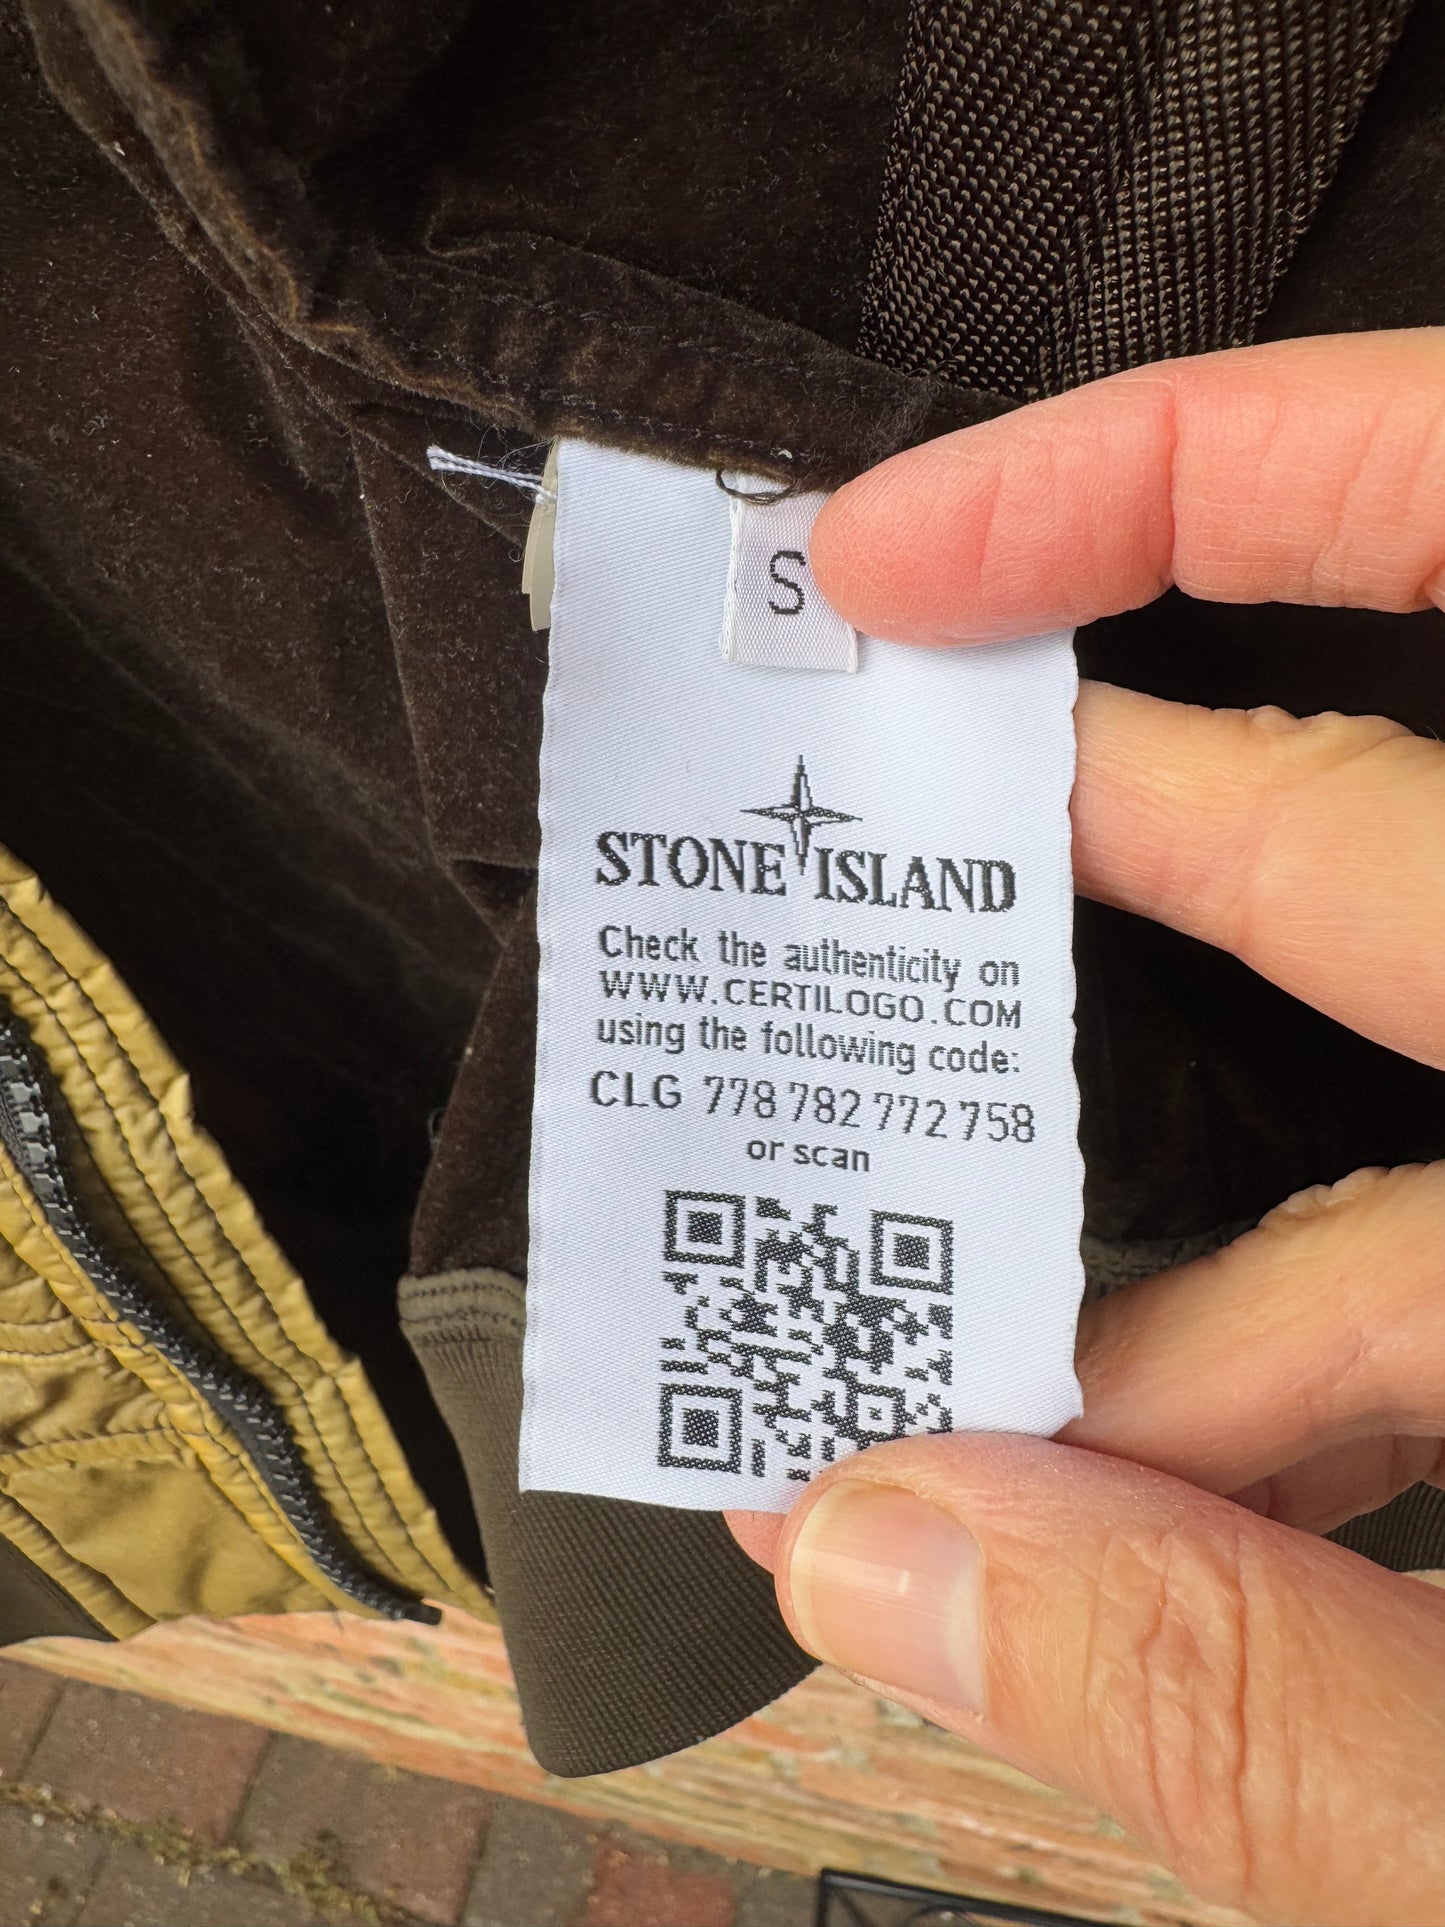 S
STONE ISLAND
Check the authenticity on
WWW.CERTILOGO.COM
using the following code:
CLG 778 782 772 758
or scan